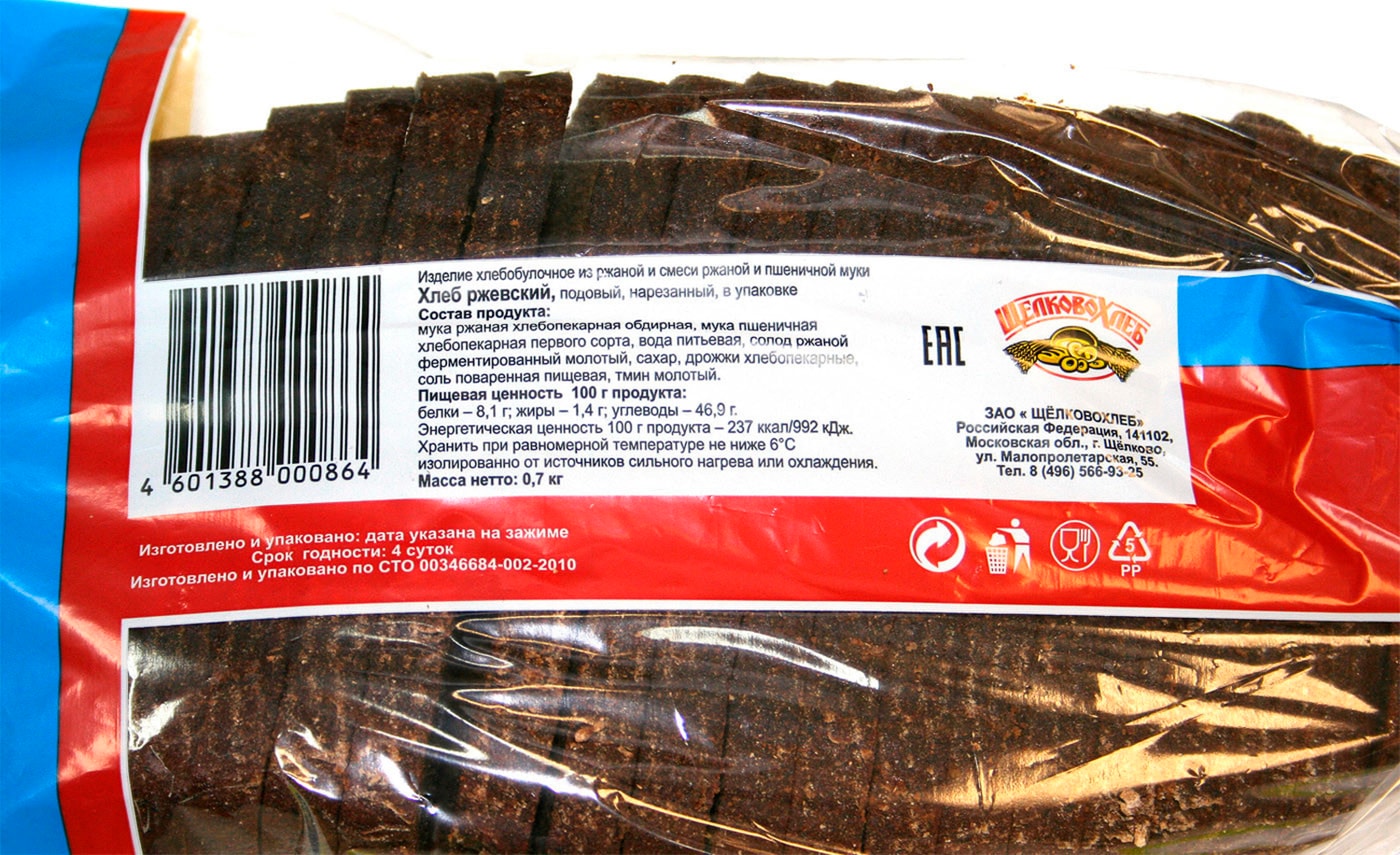 Изделие хлебобулочное из ржаной и смеси ржаной и пшеничной муки
Хлеб ржевский, подовый, нарезанный, в упаковке
Состав продукта:
мука ржаная хлебопекарная обдирная, мука пшеничная
хлебопекарная первого сорта, вода питьевая, солод ржаной
ферментированный молотый, сахар, дрожжи хлебопекарные,
соль поваренная пищевая, тмин молотый.
Пищевая ценность 100 г продукта:
белки – 8,1 г; жиры – 1,4 г; углеводы – 46,9 г.
Энергетическая ценность 100 г продукта – 237 ккал/992 кДж.
Хранить при равномерной температуре не ниже 6°С
изолированно от источников сильного нагрева или охлаждения.
Масса нетто: 0,7 кг
4 601388 000864
ЕАС
ЩЁЛКОВОХЛЕБ
ЗАО « ЩЁЛКОВОХЛЕБ»
Российская Федерация, 141102,
Московская обл., г. Щёлково,
ул. Малопролетарская, 55.
Тел. 8 (496) 566-93-25
Изготовлено и упаковано: дата указана на зажиме
Срок годности: 4 суток
Изготовлено и упаковано по СТО 00346684-002-2010
5
PP